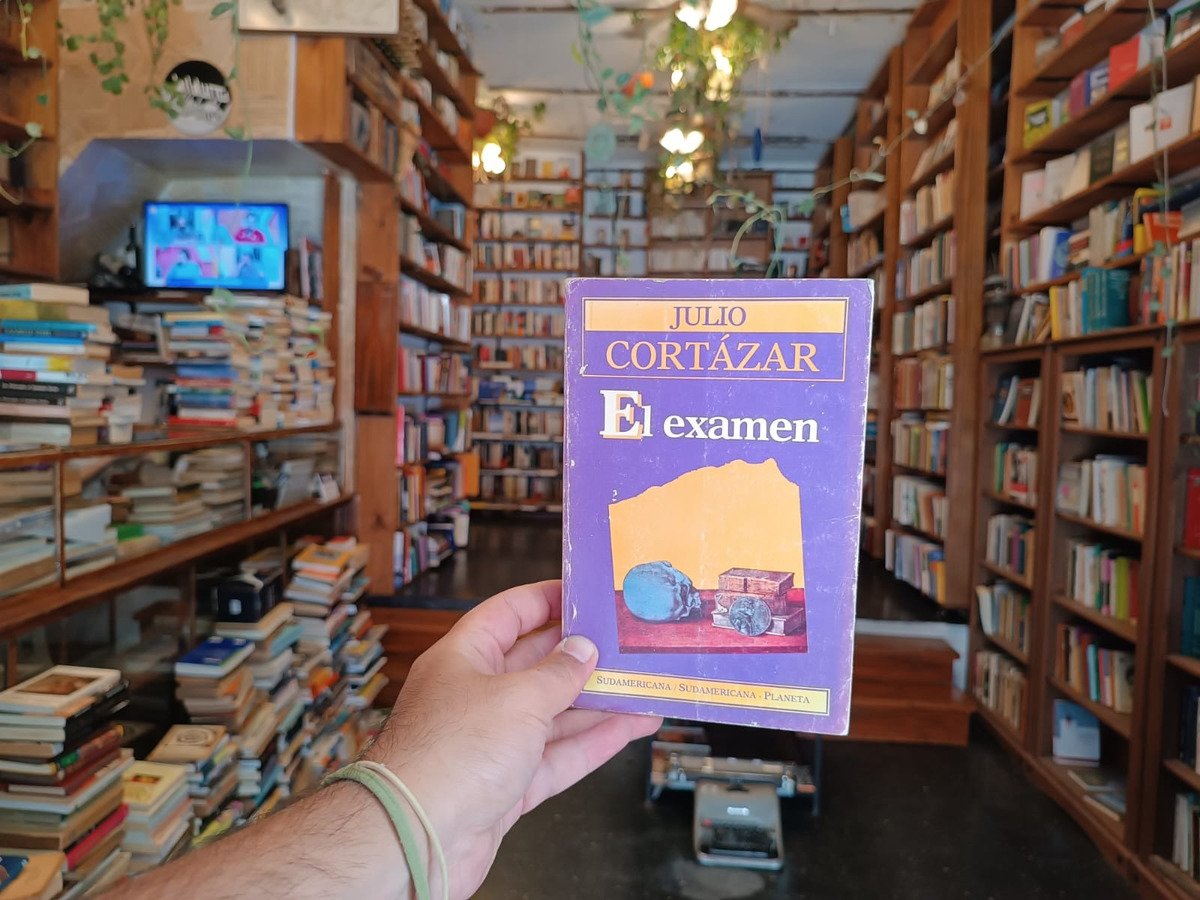 JULIO
CORTÁZAR
El examen
SUDAMERICANA / SUDAMERICANA - PLANETA